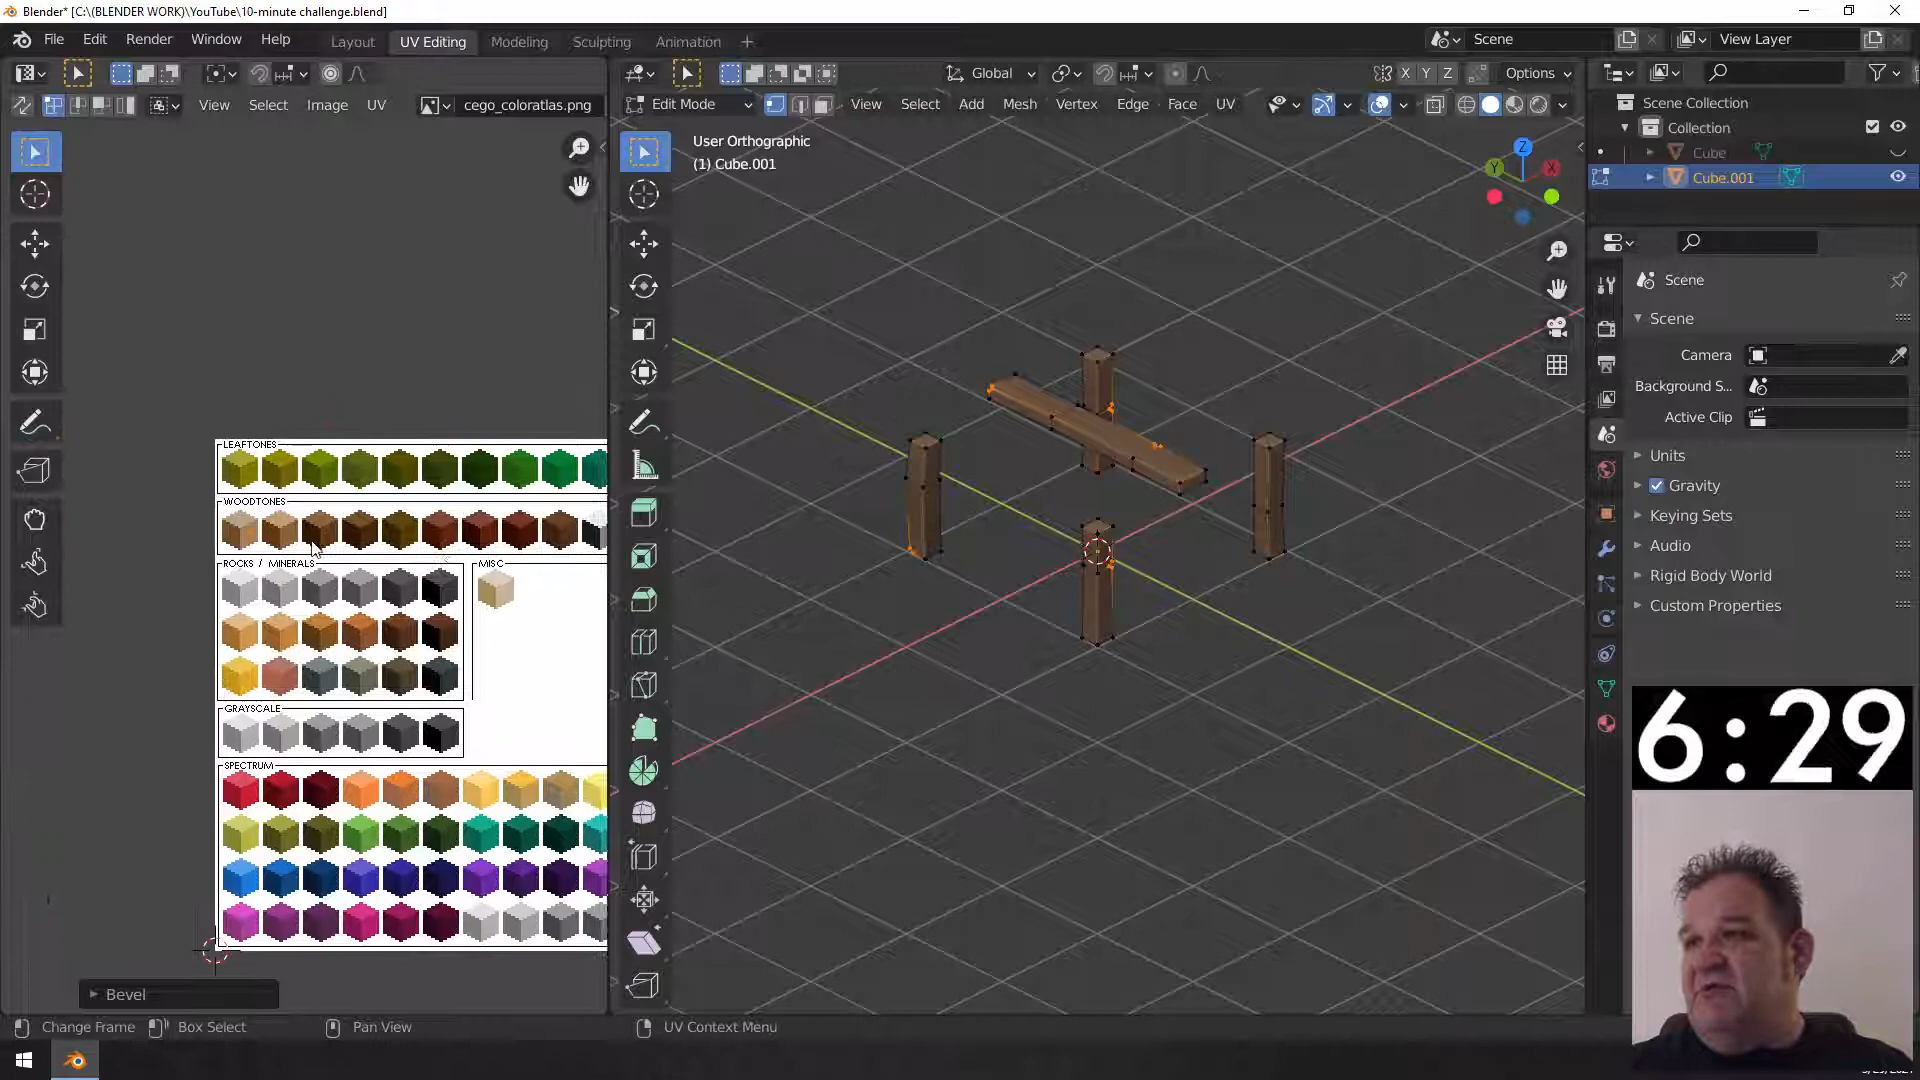 Blender* [C:\(BLENDER WORK)\YouTube\10-minute challenge.blend]
File Edit Render Window Help Layout UV Editing Modeling Sculpting Animation + Scene View Layer
Global X Y Z Options
View Select Image UV cego_coloratlas.png Edit Mode View Select Add Mesh Vertex Edge Face UV
Scene Collection
Collection
Cube
Cube.001
User Orthographic
(1) Cube.001
Z
Y X
Scene
Scene
Camera
Background S...
Active Clip
Units
Gravity
Keying Sets
Audio
Rigid Body World
Custom Properties
LEAFTONES
WOODTONES
ROCKS / MINERALS MISC
GRAYSCALE
SPECTRUM
6:29
Bevel
Change Frame Box Select Pan View UV Context Menu